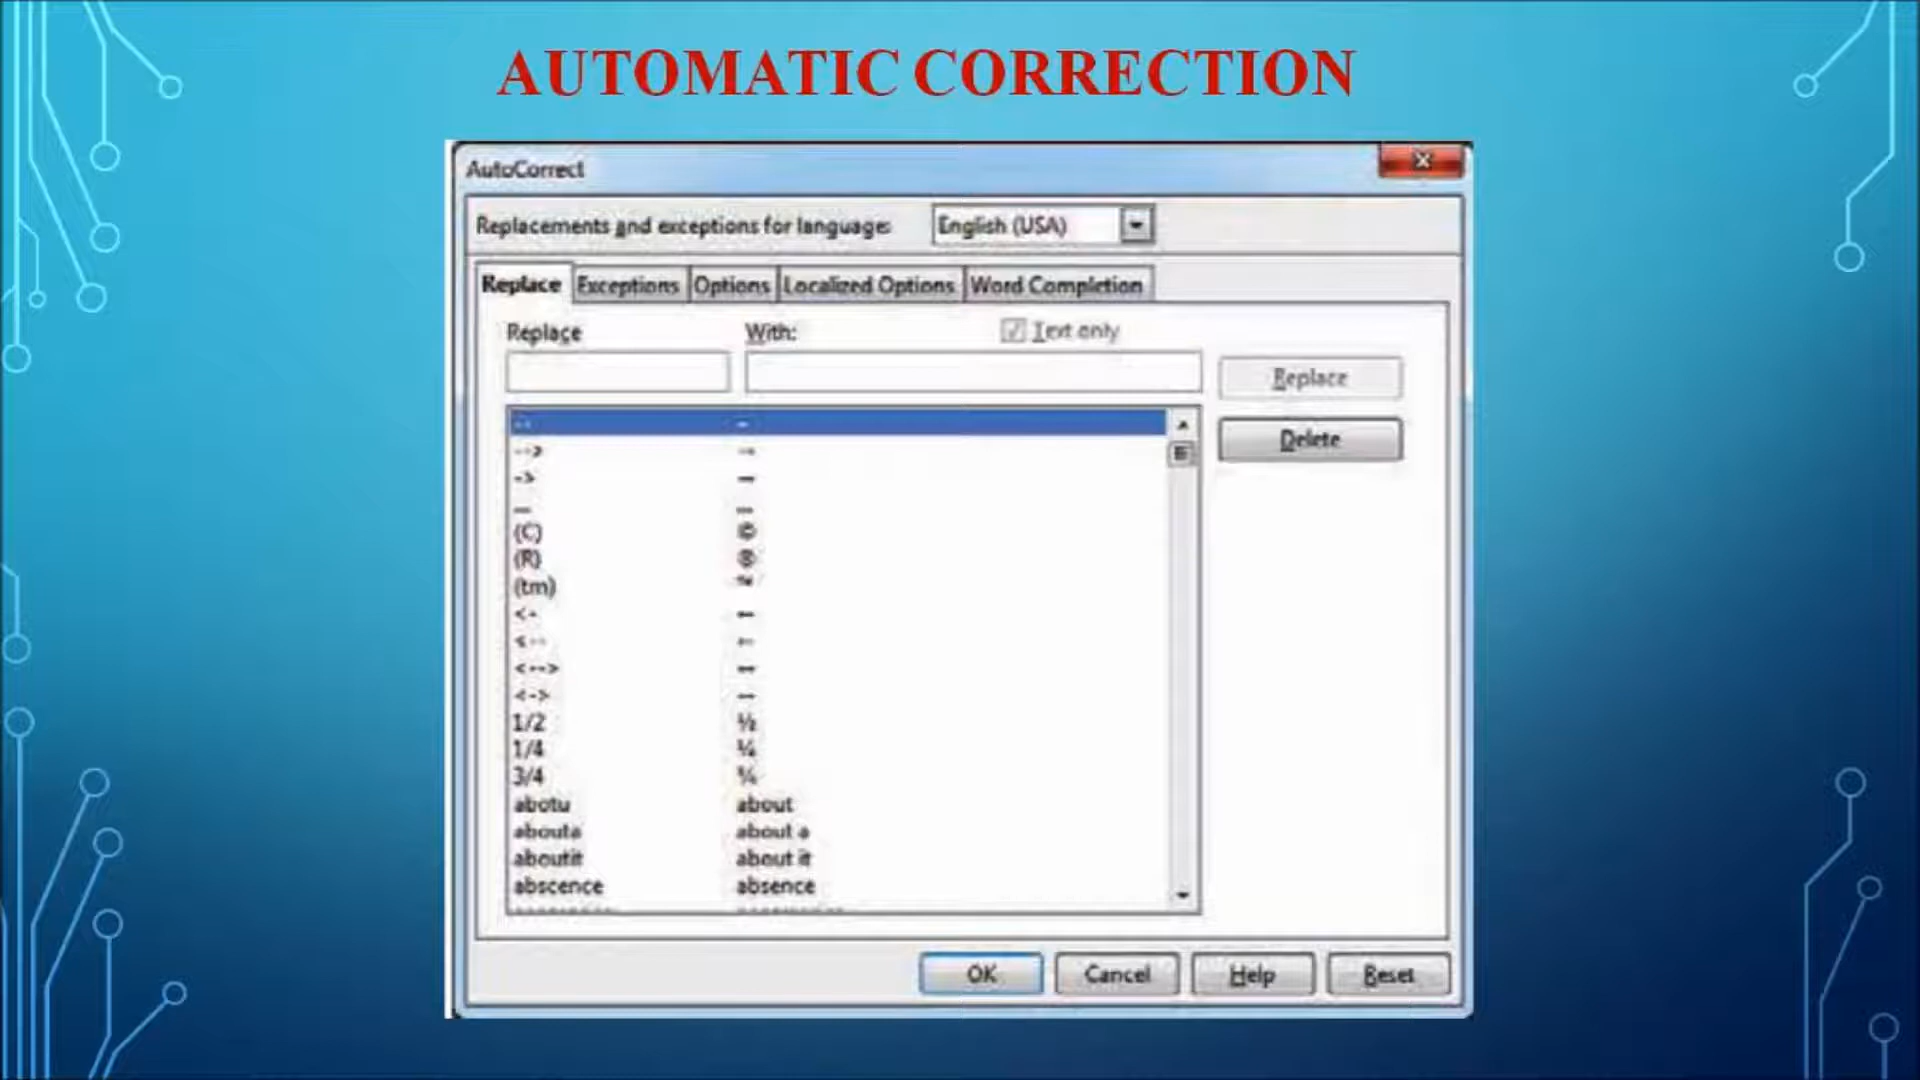 AUTOMATIC CORRECTION
AutoCorrect
Replacements and exceptions for language: English (USA)
Replace Exceptions Options Localized Options Word Completion
Replace With: Text only
Replace
Delete
-->
->
(C) ©
(R) ®
(tm) ™
<-
<--
<-->
<->
1/2 ½
1/4 ¼
3/4 ¾
abotu about
abouta about a
aboutit about it
abscence absence
OK Cancel Help Reset